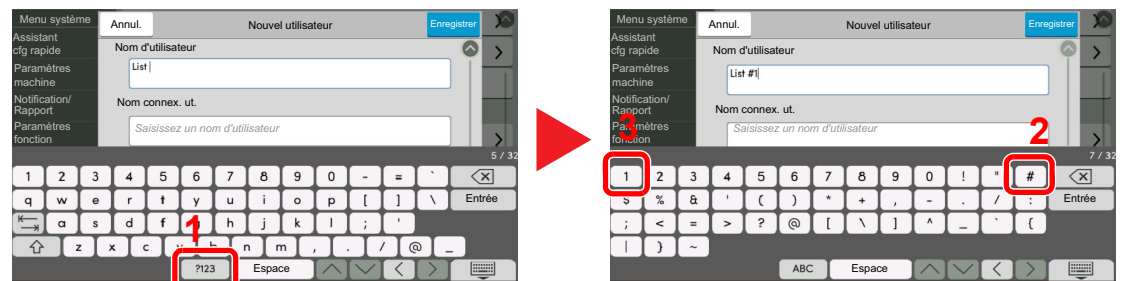 Menu système
Annul.
Nouvel utilisateur
Enregistrer
Assistant
cfg rapide
Nom d'utilisateur
List
Paramètres
machine
Notification/
Rapport
Nom connex. ut.
Paramètres
fonction
Saisissez un nom d'utilisateur
5 / 32
1 2 3 4 5 6 7 8 9 0 - = `
q w e r t y u i o p [ ] \ Entrée
a s d f g h j k l ; '
1
z x c v b n m , . / @ _
?123 Espace
Menu système
Annul.
Nouvel utilisateur
Enregistrer
Assistant
cfg rapide
Nom d'utilisateur
List #1
Paramètres
machine
Notification/
Rapport
Nom connex. ut.
Paramètres
fonction
Saisissez un nom d'utilisateur
3
2
7 / 32
1 2 3 4 5 6 7 8 9 0 ! " #
$ % & ' ( ) * + , - . / : Entrée
; < = > ? @ [ \ ] ^ _ ` {
| } ~
ABC Espace